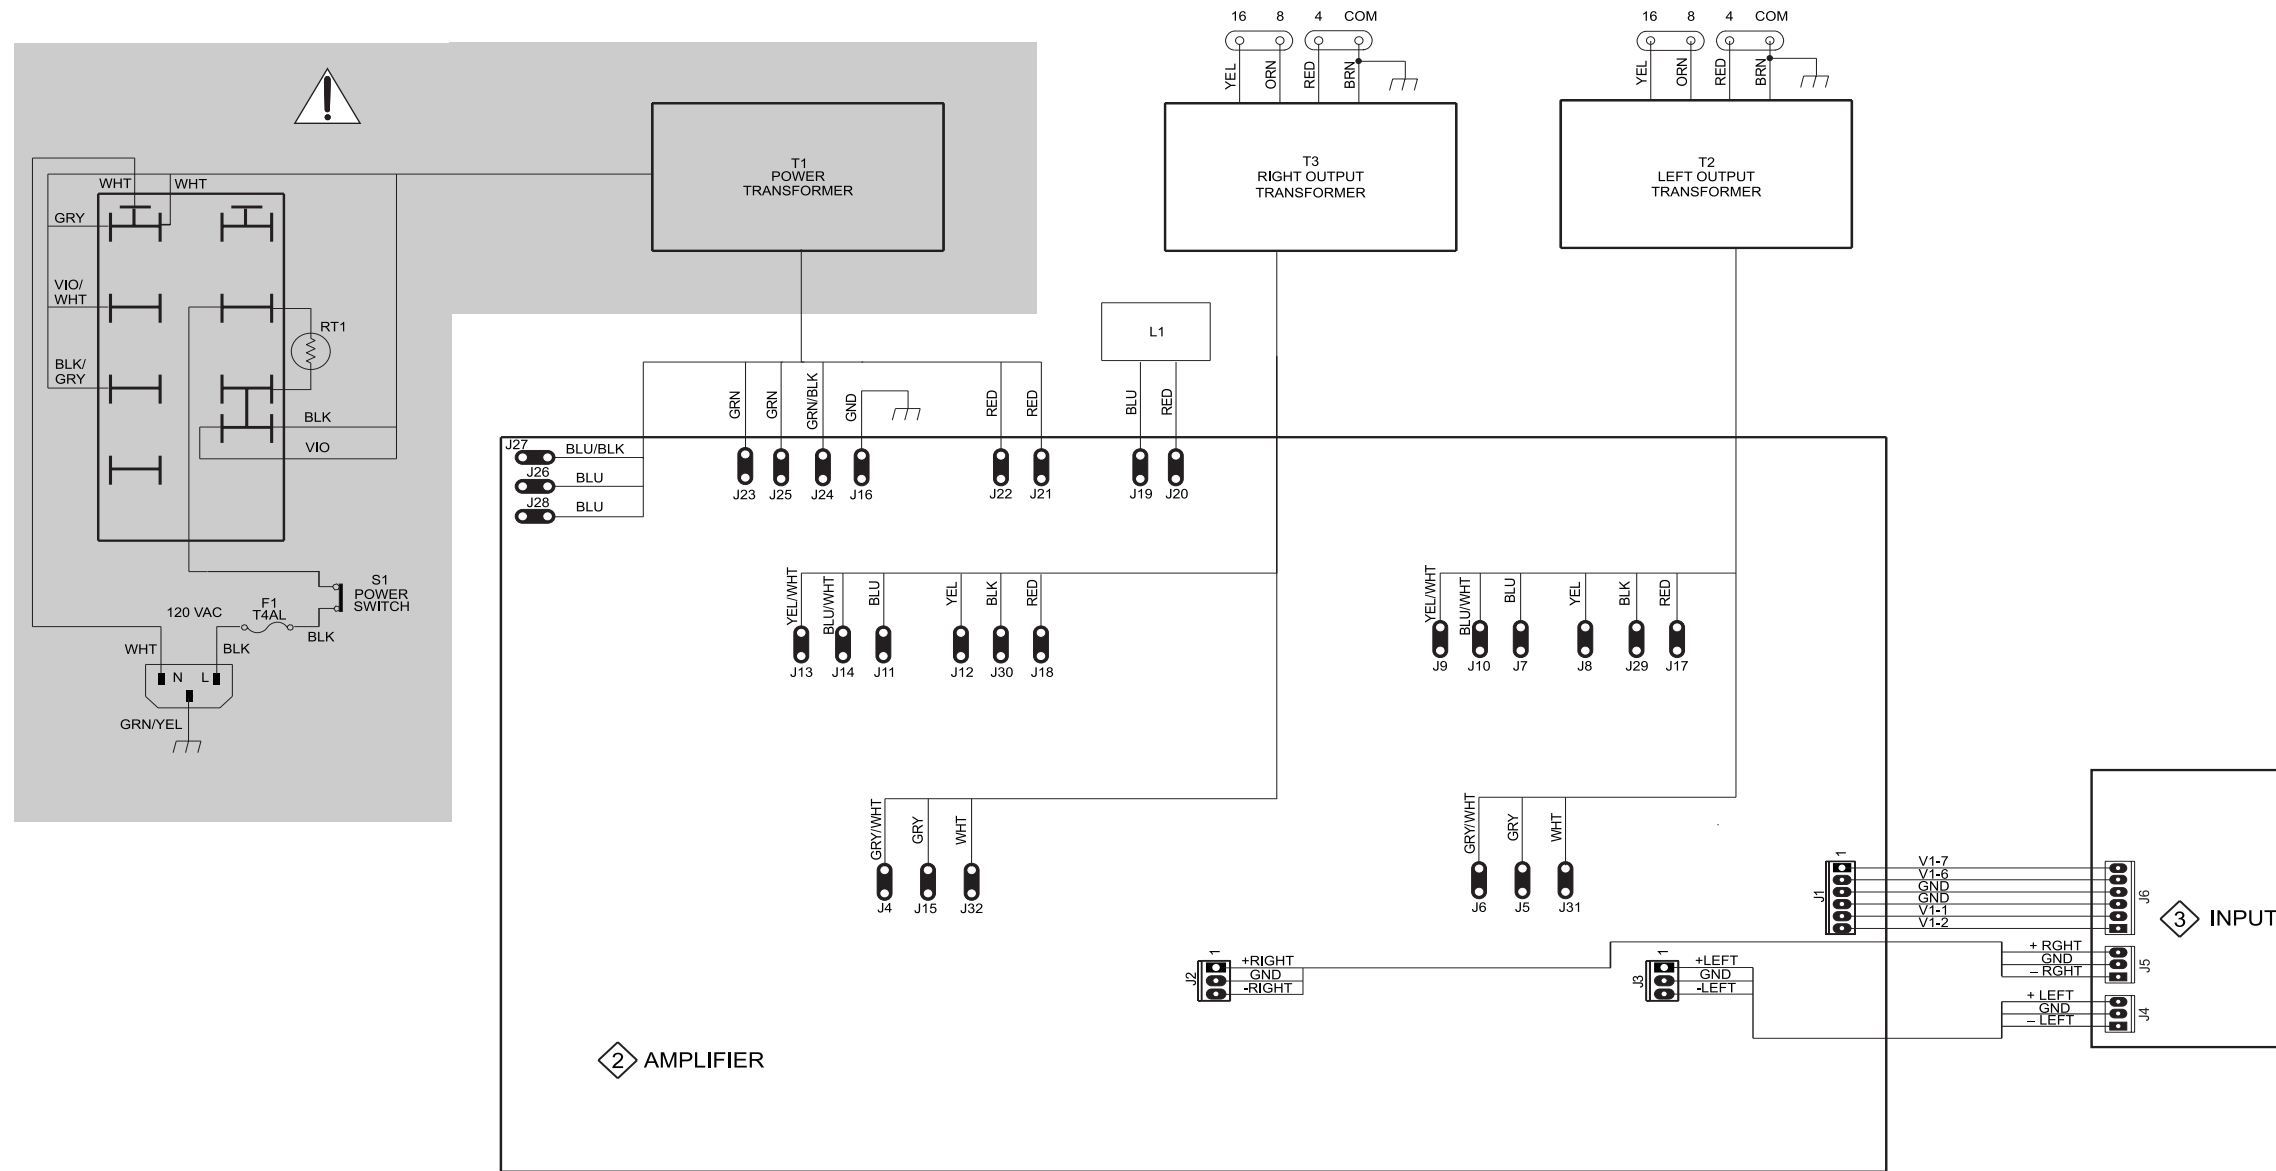 16 8 4 COM
YEL
ORN
RED
BRN
16 8 4 COM
YEL
ORN
RED
BRN
T1
POWER
TRANSFORMER
T3
RIGHT OUTPUT
TRANSFORMER
T2
LEFT OUTPUT
TRANSFORMER
WHT
WHT
GRY
VIO/
WHT
BLK/
GRY
RT1
BLK
VIO
S1
POWER
SWITCH
120 VAC
F1
T4AL
BLK
WHT
BLK
N L
GRN/YEL
L1
GRN
GRN
GRN/BLK
GND
RED
RED
BLU
RED
J27
BLU/BLK
J26
BLU
J28
BLU
J23 J25 J24 J16 J22 J21 J19 J20
YEL/WHT
BLU/WHT
BLU
YEL
BLK
RED
J13 J14 J11 J12 J30 J18
YEL/WHT
BLU/WHT
BLU
YEL
BLK
RED
J9 J10 J7 J8 J29 J17
GRY/WHT
GRY
WHT
J4 J15 J32
GRY/WHT
GRY
WHT
J6 J5 J31
1
J1
V1-7
V1-6
GND
GND
V1-1
V1-2
J6
3 INPUT
1
J2
+RIGHT
GND
-RIGHT
1
J3
+LEFT
GND
-LEFT
+ RGHT
GND
– RGHT
J5
+ LEFT
GND
– LEFT
J4
2 AMPLIFIER